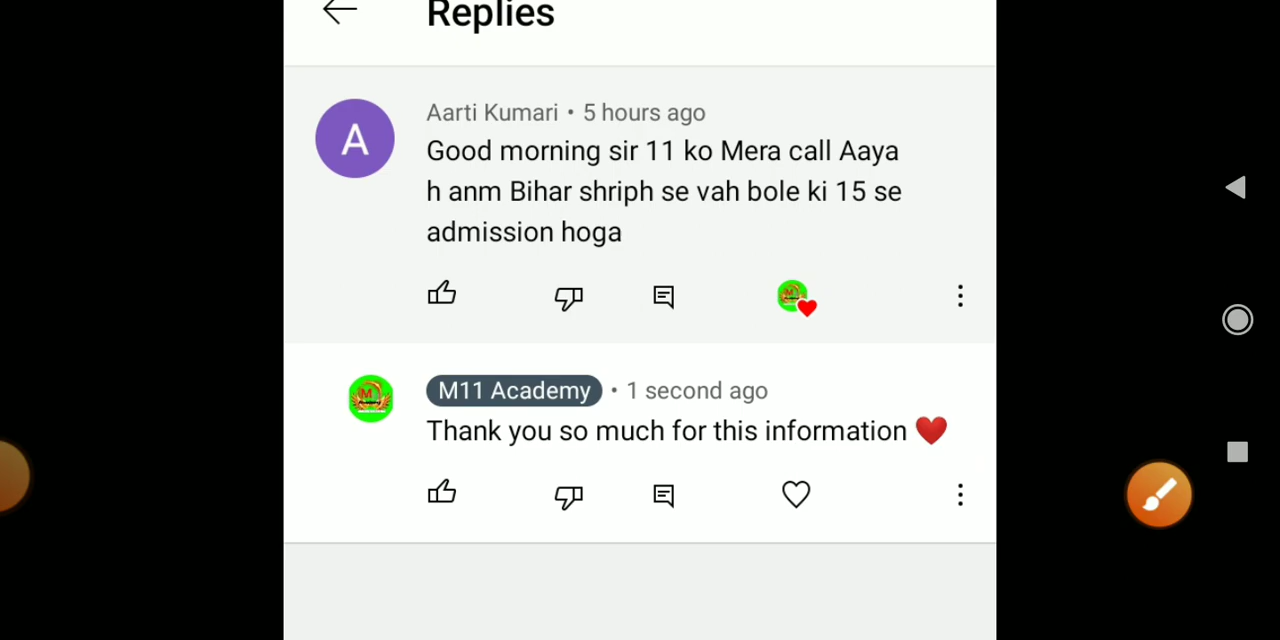 Replies
Aarti Kumari • 5 hours ago
A
Good morning sir 11 ko Mera call Aaya
h anm Bihar shriph se vah bole ki 15 se
admission hoga
M11 Academy • 1 second ago
Thank you so much for this information ❤️